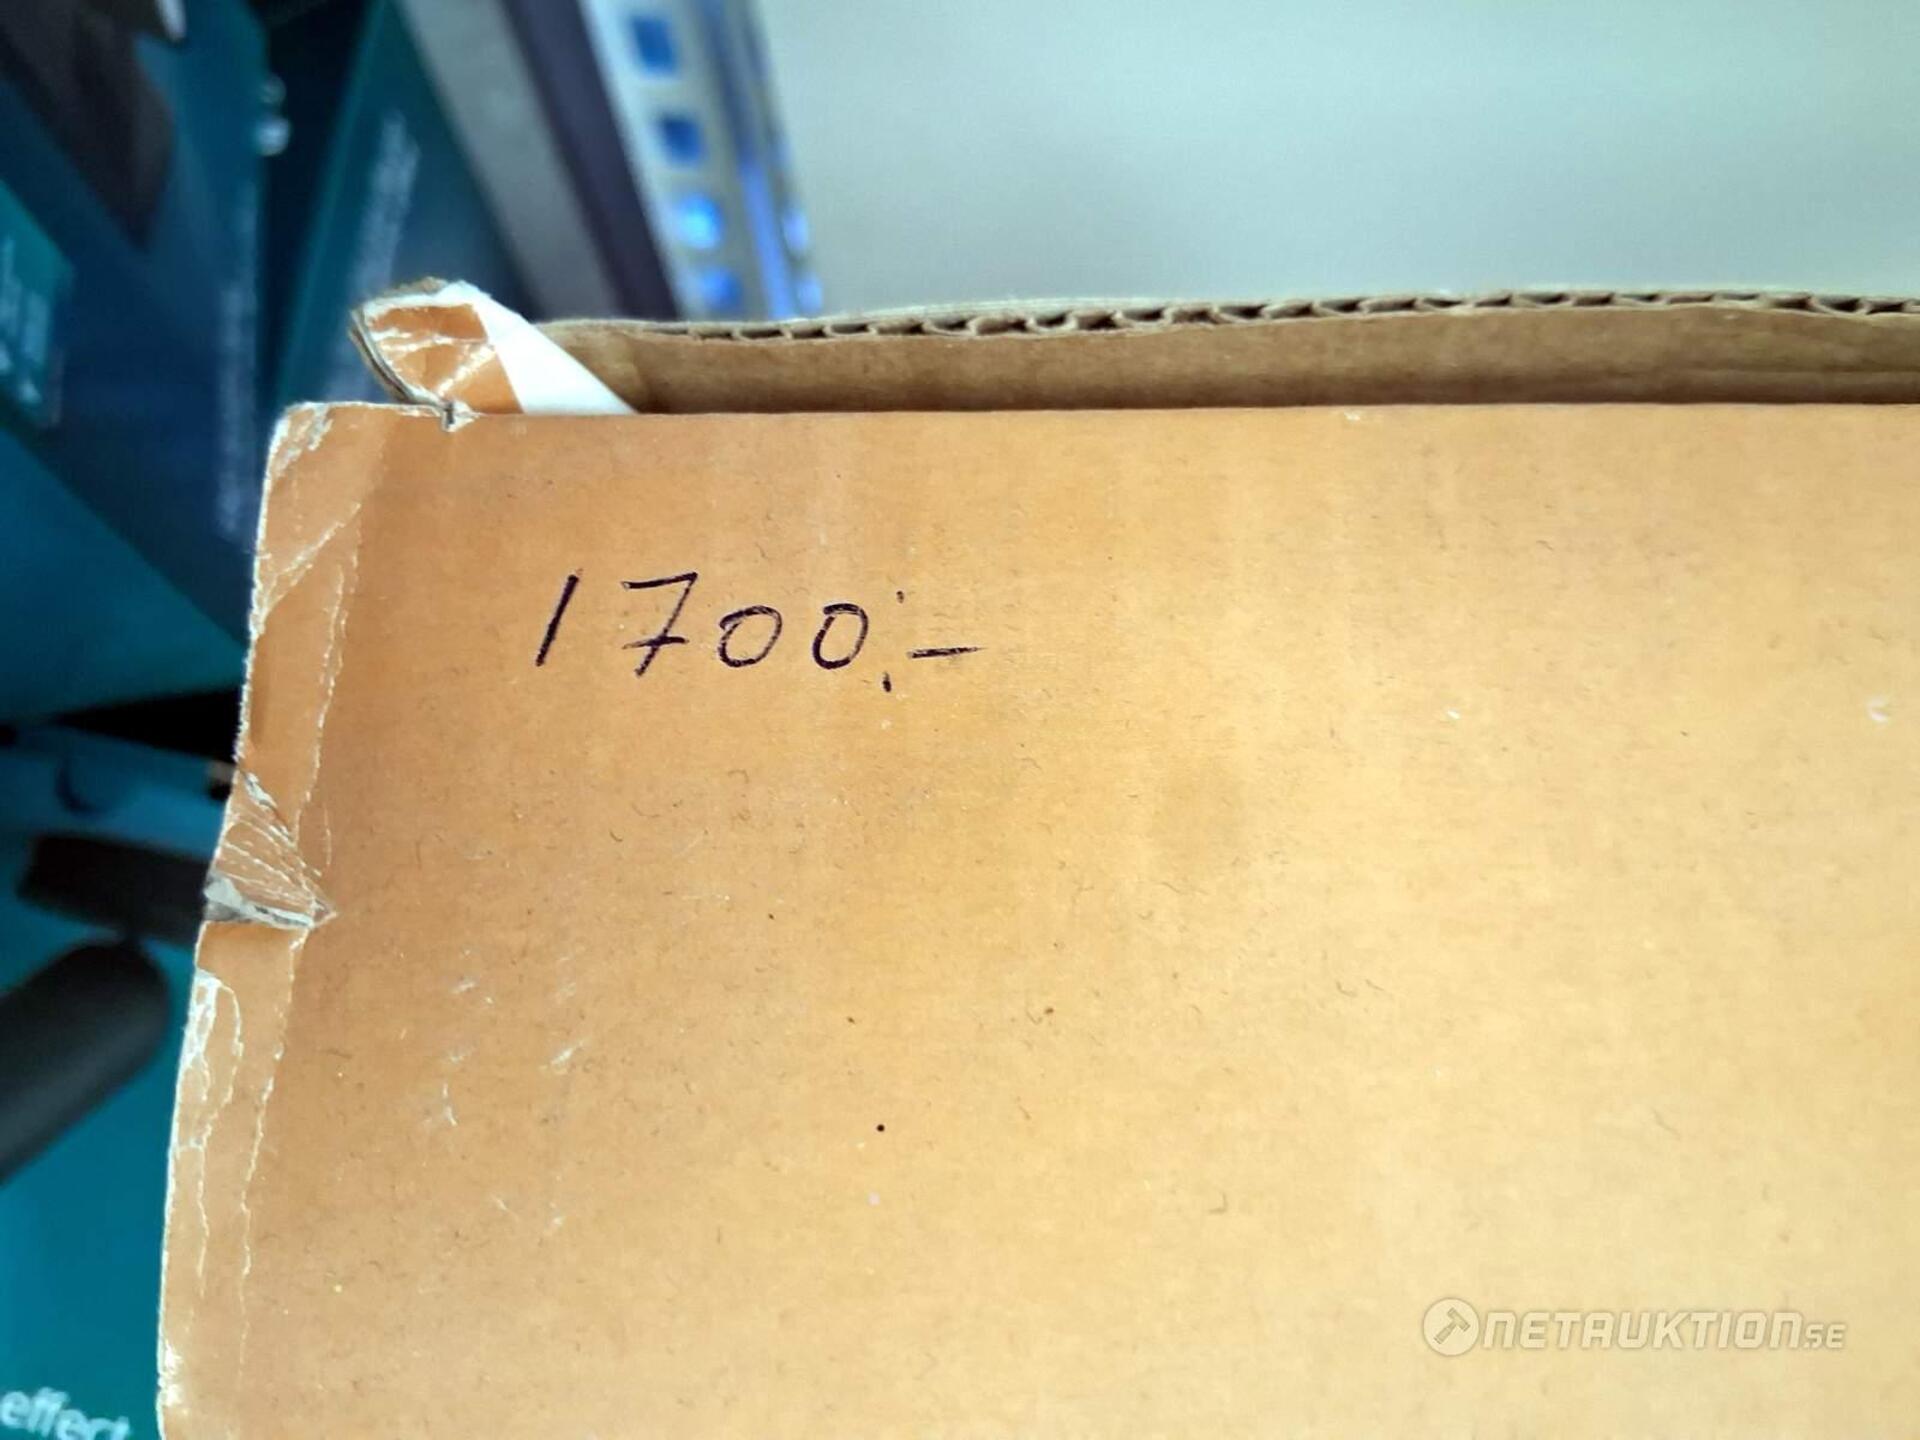 1700:-
NETAUKTION.SE
effect